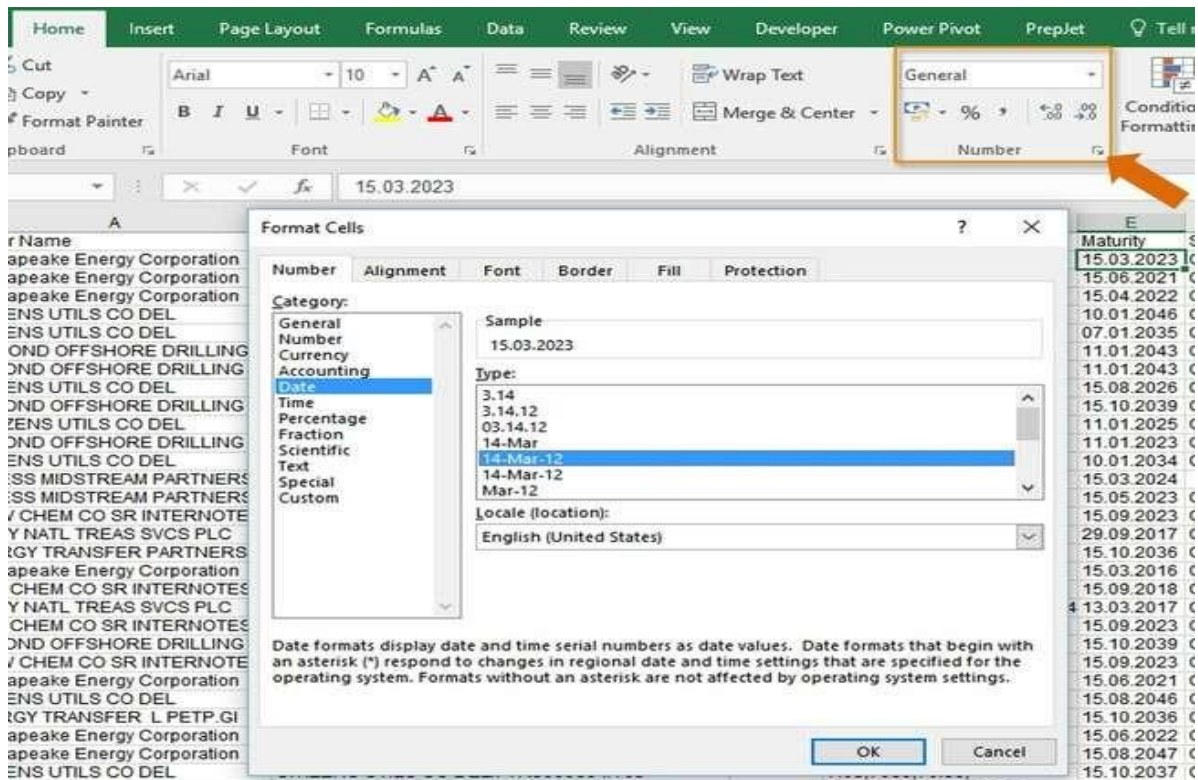 Home Insert Page Layout Formulas Data Review View Developer Power Pivot PrepJet Tell
Cut
Copy
Format Painter
Arial 10 A A
B I U A
Font
Wrap Text
Merge & Center
Alignment
General
%
Number
Formatting
fx 15.03.2023
A
r Name
apeake Energy Corporation
apeake Energy Corporation
apeake Energy Corporation
ENS UTILS CO DEL
ENS UTILS CO DEL
OND OFFSHORE DRILLING
OND OFFSHORE DRILLING
ENS UTILS CO DEL
OND OFFSHORE DRILLING
ZENS UTILS CO DEL
OND OFFSHORE DRILLING
ENS UTILS CO DEL
SS MIDSTREAM PARTNERS
SS MIDSTREAM PARTNERS
CHEM CO SR INTERNOTE
Y NATL TREAS SVCS PLC
RGY TRANSFER PARTNERS
apeake Energy Corporation
CHEM CO SR INTERNOTES
Y NATL TREAS SVCS PLC
CHEM CO SR INTERNOTES
OND OFFSHORE DRILLING
CHEM CO SR INTERNOTE
apeake Energy Corporation
ENS UTILS CO DEL
RGY TRANSFER L PETP.GI
apeake Energy Corporation
apeake Energy Corporation
ENS UTILS CO DEL
Format Cells ?
Number Alignment Font Border Fill Protection
Category:
General
Number
Currency
Accounting
Date
Time
Percentage
Fraction
Scientific
Text
Special
Custom
Sample
15.03.2023
Type:
3.14
3.14.12
03.14.12
14-Mar
14-Mar-12
14-Mar-12
Mar-12
Locale (location):
English (United States)
Date formats display date and time serial numbers as date values. Date formats that begin with
an asterisk (*) respond to changes in regional date and time settings that are specified for the
operating system. Formats without an asterisk are not affected by operating system settings.
OK Cancel
E
Maturity
15.03.2023
15.06.2021
15.04.2022
10.01.2046
07.01.2035
11.01.2043
11.01.2043
15.08.2026
15.10.2039
11.01.2025
11.01.2023
10.01.2034
15.03.2024
15.05.2023
15.09.2023
29.09.2017
15.10.2036
15.03.2016
15.09.2018
13.03.2017
15.09.2023
15.10.2039
15.09.2023
15.06.2021
15.08.2046
15.10.2036
15.06.2022
15.08.2047
15.10.2037